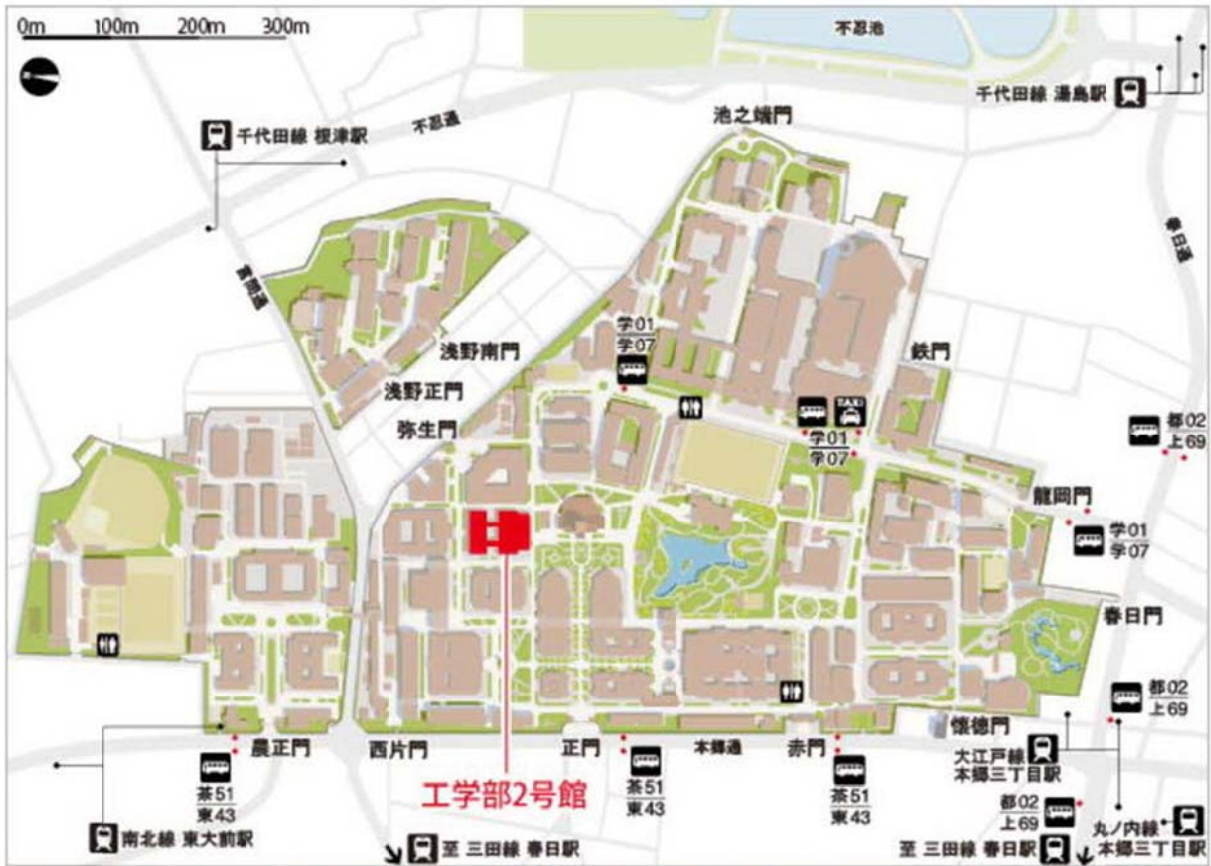 0m 100m 200m 300m
不忍池
千代田線 湯島駅
池之端門
千代田線 根津駅
不忍通
春日通
言問通
学01
学07
浅野南門
鉄門
浅野正門
TAXI
弥生門
学01
学07
都02
上69
龍岡門
学01
学07
春日門
都02
上69
懐徳門
農正門
西片門
正門
本郷通
赤門
大江戸線
本郷三丁目駅
工学部2号館
茶51
東43
茶51
東43
茶51
東43
都02
上69
丸ノ内線
本郷三丁目駅
南北線 東大前駅
至 三田線 春日駅
至 三田線 春日駅